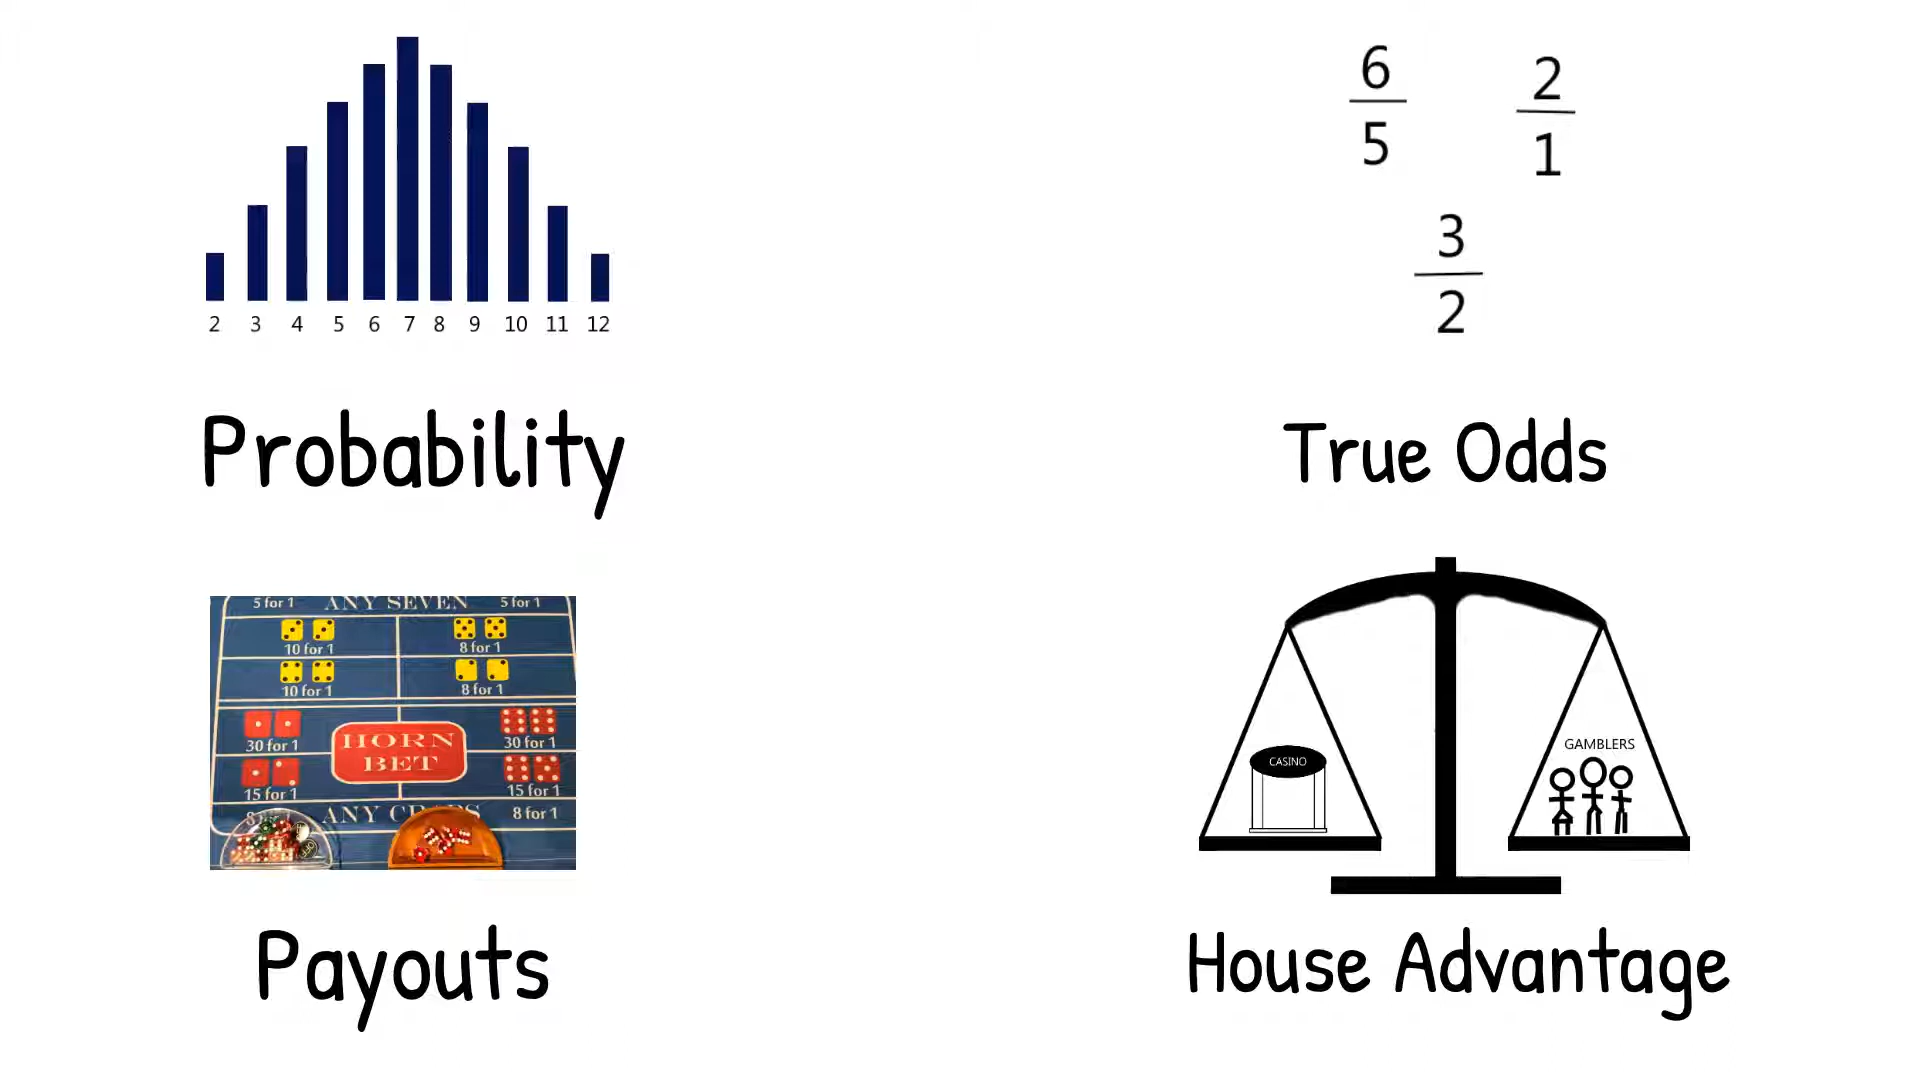 6 2
5 1
3
2
2 3 4 5 6 7 8 9 10 11 12
Probability
True Odds
5 for 1 ANY SEVEN 5 for 1
10 for 1 8 for 1
10 for 1 8 for 1
30 for 1 HORN 30 for 1
BET
15 for 1 15 for 1
ANY CRAPS 8 for 1
CASINO
GAMBLERS
Payouts
House Advantage